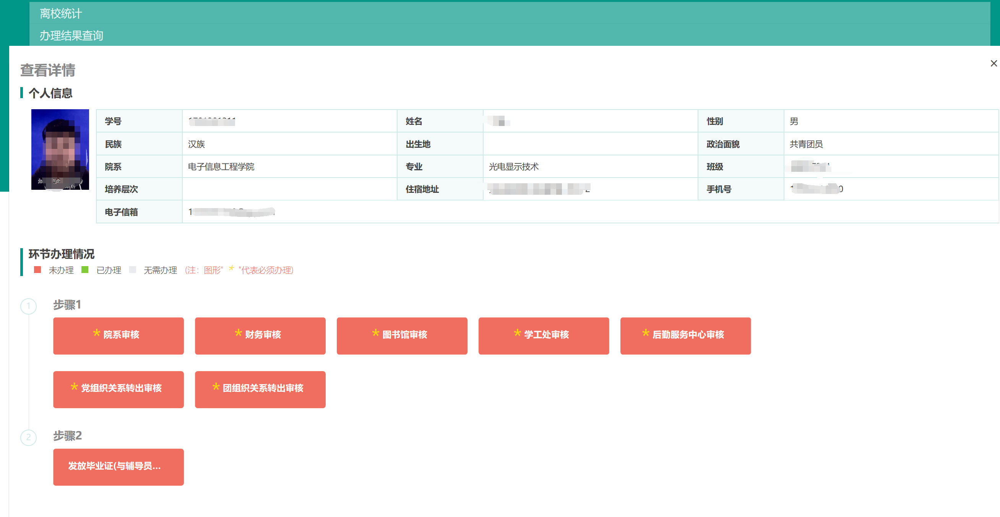 离校统计
办理结果查询
查看详情
个人信息
学号 姓名 性别 男
民族 汉族 出生地 政治面貌 共青团员
院系 电子信息工程学院 专业 光电显示技术 班级
培养层次 住宿地址 手机号
电子信箱
环节办理情况
未办理 已办理 无需办理 (注：图形" * "代表必须办理)
1 步骤1
* 院系审核 * 财务审核 * 图书馆审核 * 学工处审核 * 后勤服务中心审核
* 党组织关系转出审核 * 团组织关系转出审核
2 步骤2
发放毕业证(与辅导员...